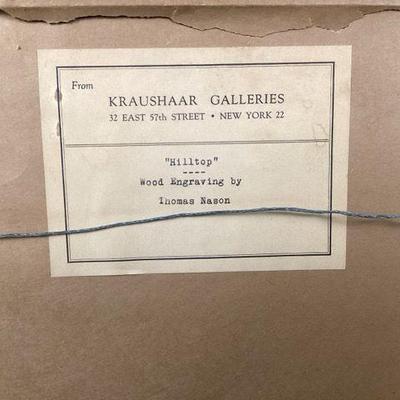 From
KRAUSHAAR GALLERIES
32 EAST 57th STREET • NEW YORK 22
"Hilltop"
----
Wood Engraving by
Thomas Nason